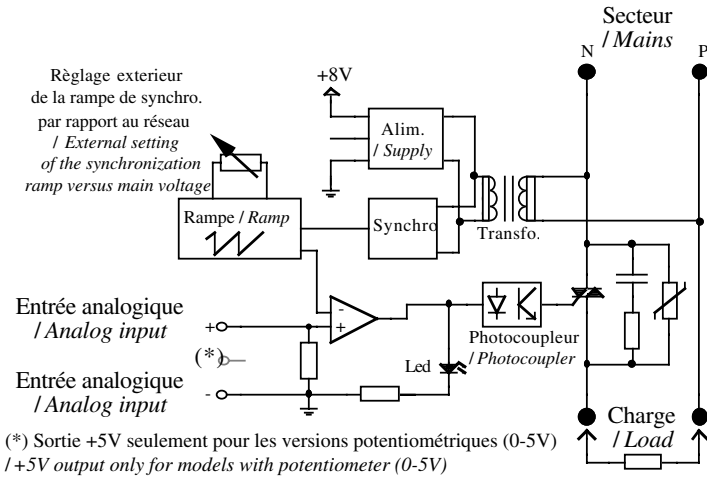 Secteur
/ Mains
N
P
Règlage exterieur
de la rampe de synchro.
par rapport au réseau
/ External setting
of the synchronization
ramp versus main voltage
+8V
Alim.
/ Supply
Rampe / Ramp
Synchro
Transfo.
Entrée analogique
/ Analog input
+
-
+
(*)
Photocoupleur
/ Photocoupler
Led
Entrée analogique
/ Analog input
-
Charge
/ Load
(*) Sortie +5V seulement pour les versions potentiométriques (0-5V)
/ +5V output only for models with potentiometer (0-5V)